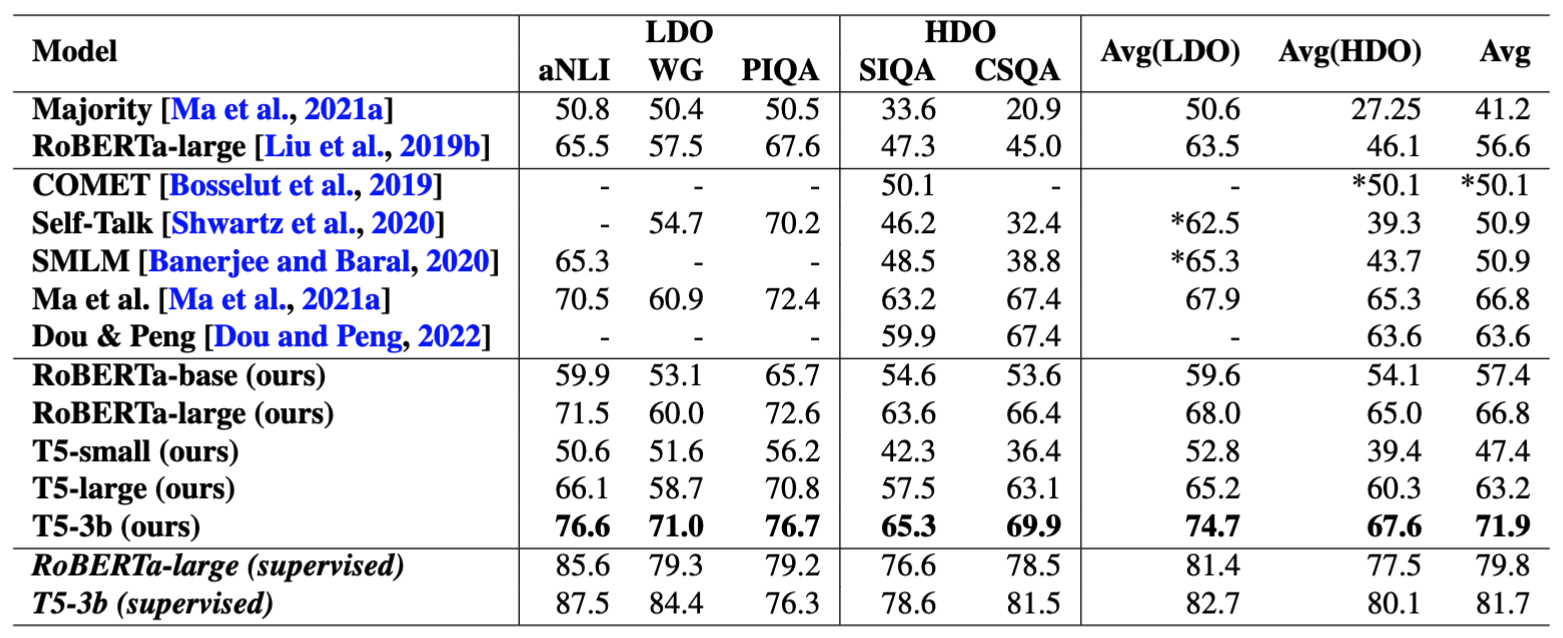 Model LDO HDO Avg(LDO) Avg(HDO) Avg
aNLI WG PIQA SIQA CSQA
Majority [Ma et al., 2021a] 50.8 50.4 50.5 33.6 20.9 50.6 27.25 41.2
RoBERTa-large [Liu et al., 2019b] 65.5 57.5 67.6 47.3 45.0 63.5 46.1 56.6
COMET [Bosselut et al., 2019] - - - 50.1 - - *50.1 *50.1
Self-Talk [Shwartz et al., 2020] - 54.7 70.2 46.2 32.4 *62.5 39.3 50.9
SMLM [Banerjee and Baral, 2020] 65.3 - - 48.5 38.8 *65.3 43.7 50.9
Ma et al. [Ma et al., 2021a] 70.5 60.9 72.4 63.2 67.4 67.9 65.3 66.8
Dou & Peng [Dou and Peng, 2022] - - - 59.9 67.4 - 63.6 63.6
RoBERTa-base (ours) 59.9 53.1 65.7 54.6 53.6 59.6 54.1 57.4
RoBERTa-large (ours) 71.5 60.0 72.6 63.6 66.4 68.0 65.0 66.8
T5-small (ours) 50.6 51.6 56.2 42.3 36.4 52.8 39.4 47.4
T5-large (ours) 66.1 58.7 70.8 57.5 63.1 65.2 60.3 63.2
T5-3b (ours) 76.6 71.0 76.7 65.3 69.9 74.7 67.6 71.9
RoBERTa-large (supervised) 85.6 79.3 79.2 76.6 78.5 81.4 77.5 79.8
T5-3b (supervised) 87.5 84.4 76.3 78.6 81.5 82.7 80.1 81.7